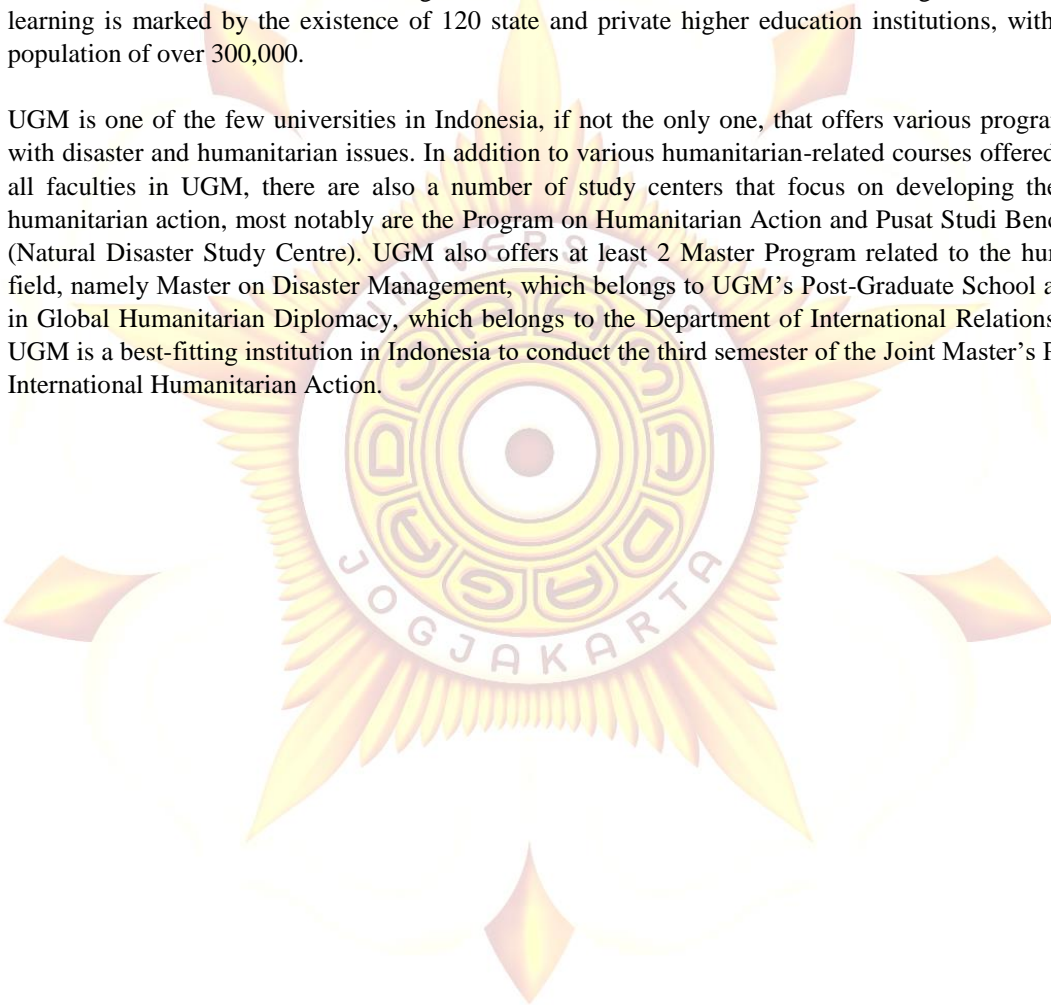 learning is marked by the existence of 120 state and private higher education institutions, with
population of over 300,000.
UGM is one of the few universities in Indonesia, if not the only one, that offers various progra
with disaster and humanitarian issues. In addition to various humanitarian-related courses offered
all faculties in UGM, there are also a number of study centers that focus on developing the
humanitarian action, most notably are the Program on Humanitarian Action and Pusat Studi Benc
(Natural Disaster Study Centre). UGM also offers at least 2 Master Program related to the hu
field, namely Master on Disaster Management, which belongs to UGM’s Post-Graduate School a
in Global Humanitarian Diplomacy, which belongs to the Department of International Relations
UGM is a best-fitting institution in Indonesia to conduct the third semester of the Joint Master’s
International Humanitarian Action.
UNIVERSITAS
GADJAH MADA
JOGJAKARTA